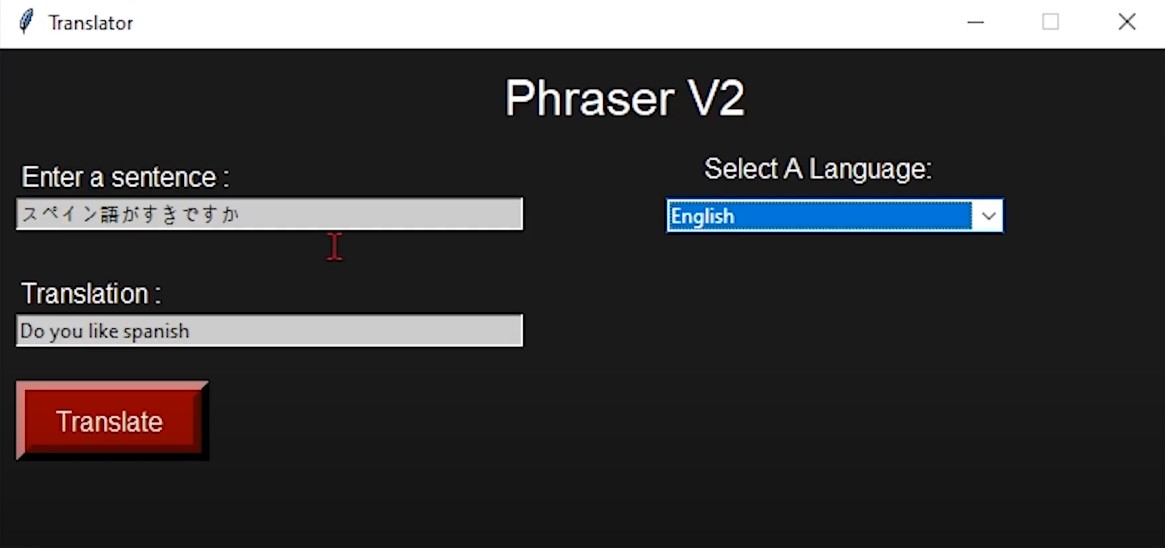 Translator
Phraser V2
Enter a sentence :
スペイン語がすきですか
Select A Language:
English
Translation :
Do you like spanish
Translate